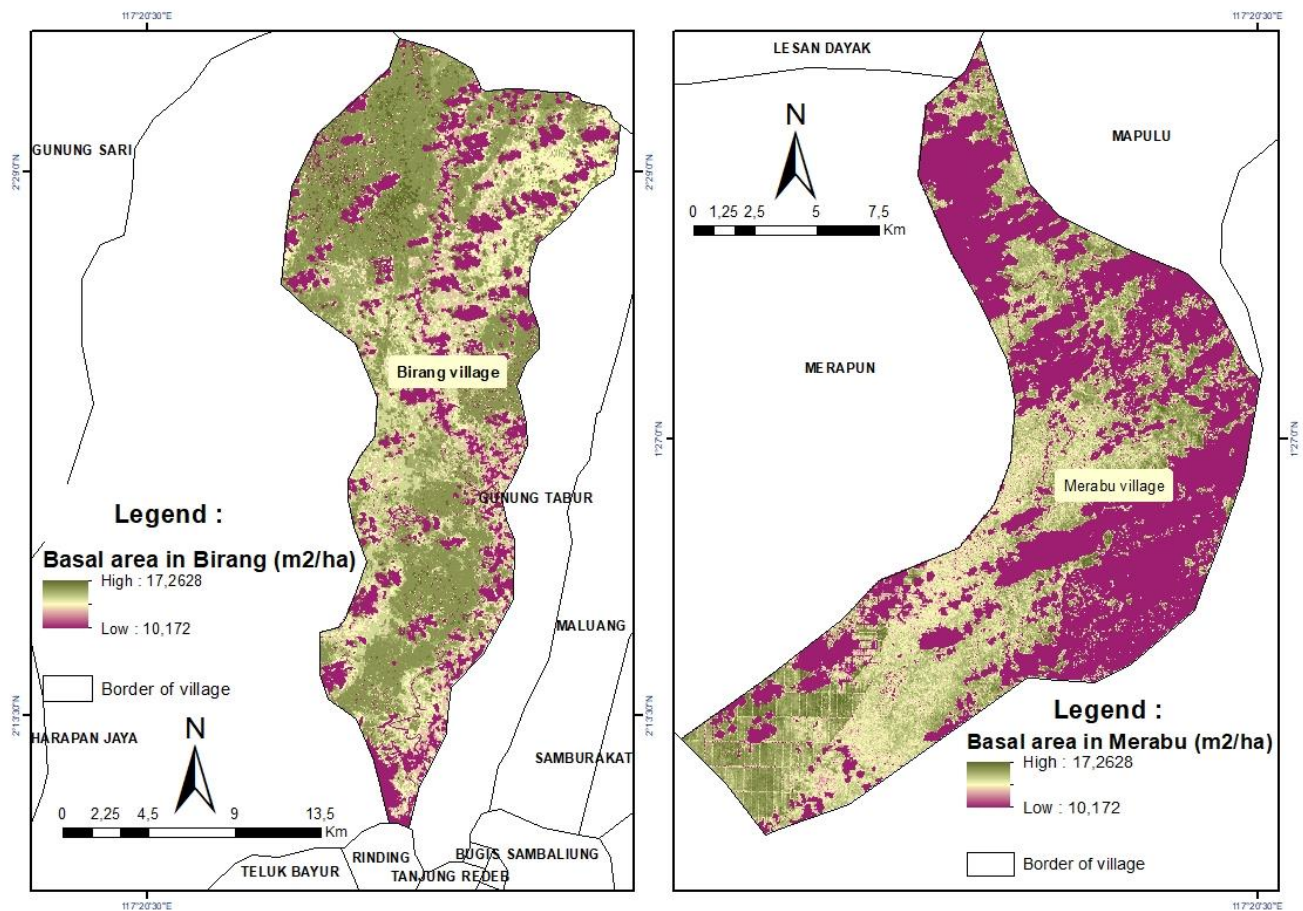 117°20'30"E
GUNUNG SARI
2°29'0"N
Birang village
GUNUNG TABUR
Legend :
Basal area in Birang (m2/ha)
High : 17,2628
Low : 10,172
MALUANG
Border of village
2°13'30"N
N
HARAPAN JAYA
SAMBURAKAT
0 2,25 4,5 9 13,5
Km
RINDING
BUGIS SAMBALIUNG
TELUK BAYUR
TANJUNG REDEB
117°20'30"E
117°20'30"E
LESAN DAYAK
N
MAPULU
2°29'0"N
0 1,25 2,5 5 7,5
Km
MERAPUN
1°27'0"N
1°27'0"N
Merabu village
2°13'30"N
Legend :
Basal area in Merabu (m2/ha)
High : 17,2628
Low : 10,172
Border of village
117°20'30"E